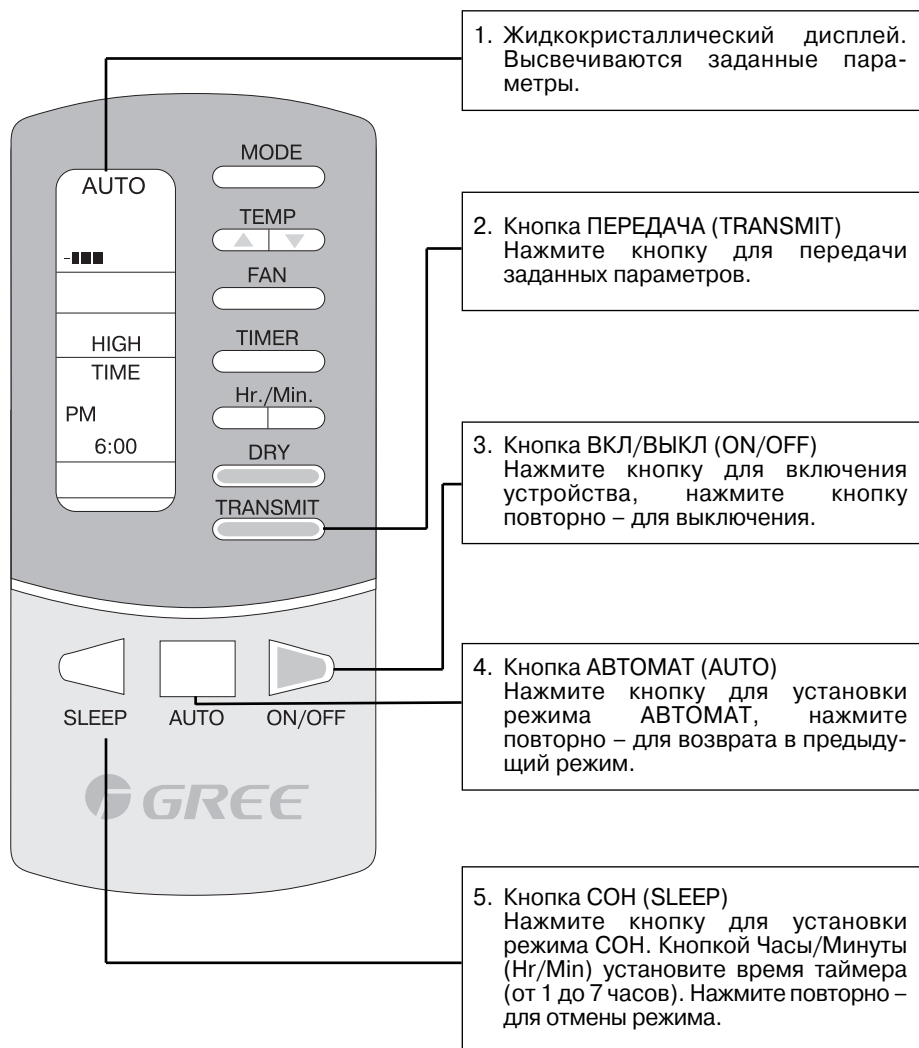 1. Жидкокристаллический дисплей.
Высвечиваются заданные пара-
метры.
MODE
AUTO
TEMP
FAN
HIGH
TIMER
TIME
Hr./Min.
PM
6:00
DRY
TRANSMIT
2. Кнопка ПЕРЕДАЧА (TRANSMIT)
Нажмите кнопку для передачи
заданных параметров.
3. Кнопка ВКЛ/ВЫКЛ (ON/OFF)
Нажмите кнопку для включения
устройства, нажмите кнопку
повторно – для выключения.
SLEEP AUTO ON/OFF
GREE
4. Кнопка АВТОМАТ (AUTO)
Нажмите кнопку для установки
режима АВТОМАТ, нажмите
повторно – для возврата в предыду-
щий режим.
5. Кнопка СОН (SLEEP)
Нажмите кнопку для установки
режима СОН. Кнопкой Часы/Минуты
(Hr/Min) установите время таймера
(от 1 до 7 часов). Нажмите повторно –
для отмены режима.